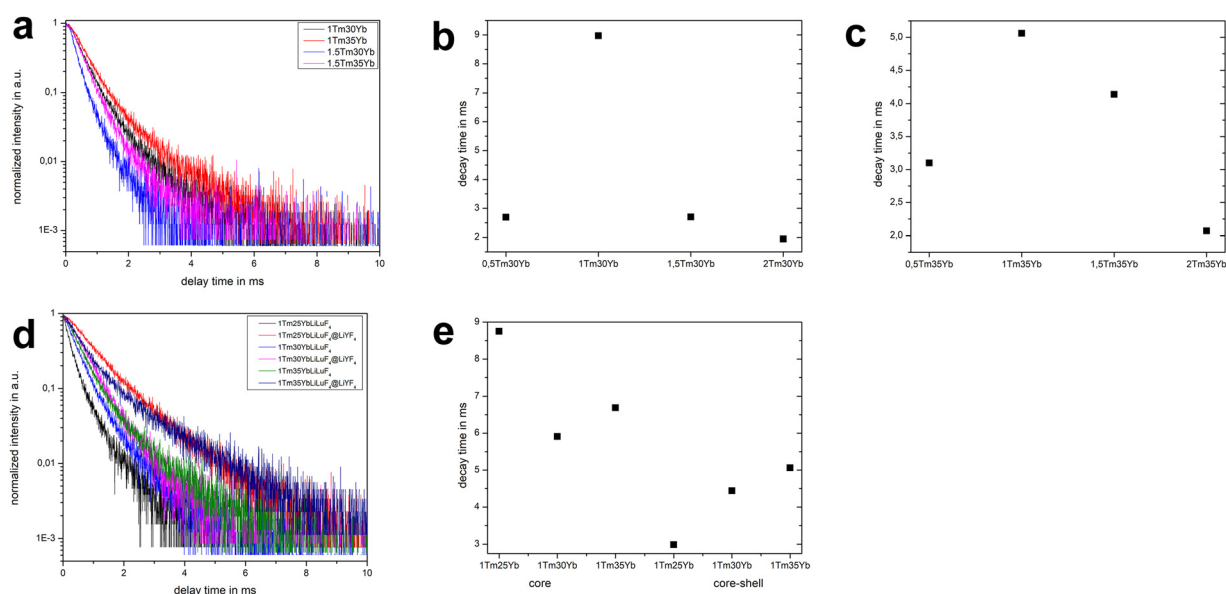 a
1
0,1
0,01
1E-3
0 2 4 6 8 10
normalized intensity in a.u.
delay time in ms
1Tm30Yb
1Tm35Yb
1.5Tm30Yb
1.5Tm35Yb
b
9
8
7
6
5
4
3
2
decay time in ms
0,5Tm30Yb 1Tm30Yb 1,5Tm30Yb 2Tm30Yb
c
5,0
4,5
4,0
3,5
3,0
2,5
2,0
decay time in ms
0,5Tm35Yb 1Tm35Yb 1,5Tm35Yb 2Tm35Yb
d
1
0,1
0,01
1E-3
0 2 4 6 8 10
normalized intensity in a.u.
delay time in ms
1Tm25YbLiLuF₄
1Tm25YbLiLuF₄@LiYF₄
1Tm30YbLiLuF₄
1Tm30YbLiLuF₄@LiYF₄
1Tm35YbLiLuF₄
1Tm35YbLiLuF₄@LiYF₄
e
9
8
7
6
5
4
3
decay time in ms
1Tm25Yb 1Tm30Yb 1Tm35Yb 1Tm25Yb 1Tm30Yb 1Tm35Yb
core core-shell